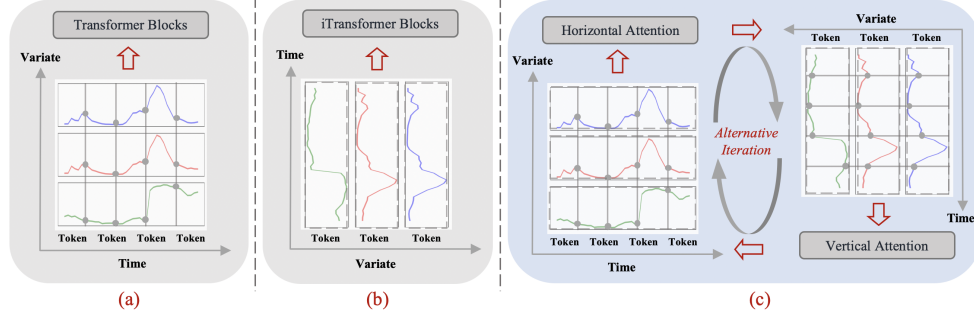 Transformer Blocks
Variate
Token Token Token Token
Time
(a)
iTransformer Blocks
Time
Token Token Token
Variate
(b)
Horizontal Attention
Variate
Token Token Token Token
Time
Alternative
Iteration
Variate
Token Token Token
Time
Vertical Attention
(c)